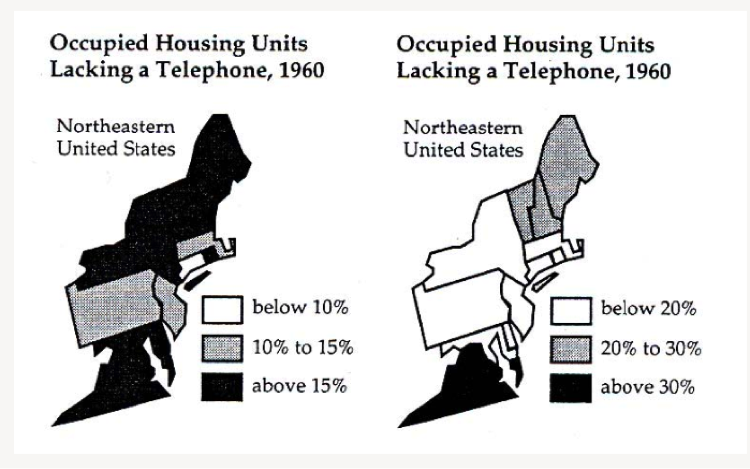 Occupied Housing Units
Lacking a Telephone, 1960
Northeastern
United States
below 10%
10% to 15%
above 15%
Occupied Housing Units
Lacking a Telephone, 1960
Northeastern
United States
below 20%
20% to 30%
above 30%